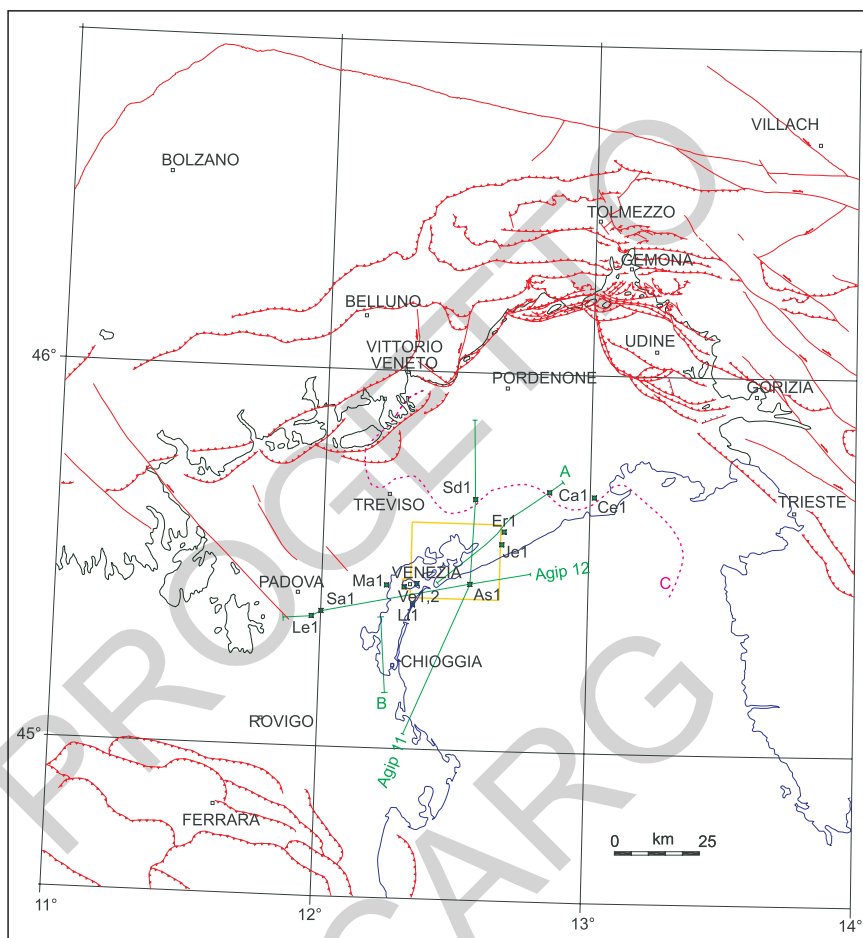 VILLACH
BOLZANO
TOLMEZZO
GEMONA
BELLUNO
VITTORIO
VENETO
UDINE
46°
PORDENONE
GORIZIA
A
Sd1
TREVISO
Ca1
Ce1
TRIESTE
Er1
Je1
VENEZIA
Agip 12
C
PADOVA
Ma1
Ve1,2
As1
Sa1
Le1
Lt1
CHIOGGIA
B
ROVIGO
45°
Agip 11
FERRARA
0 km 25
11°
12°
13°
14°
PROGETTO
CARG